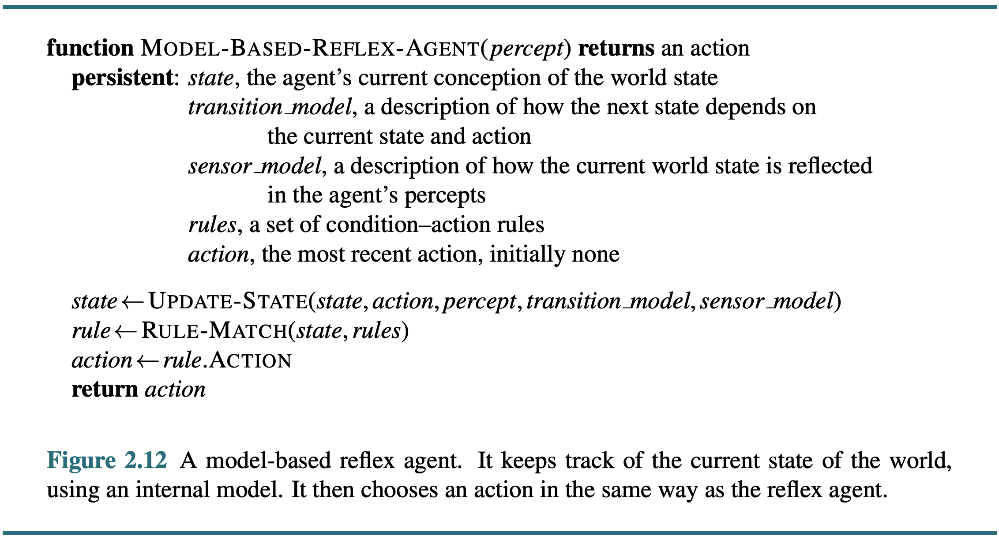 function MODEL-BASED-REFLEX-AGENT(percept) returns an action
persistent: state, the agent’s current conception of the world state
transition_model, a description of how the next state depends on
the current state and action
sensor_model, a description of how the current world state is reflected
in the agent’s percepts
rules, a set of condition–action rules
action, the most recent action, initially none
state ← UPDATE-STATE(state, action, percept, transition_model, sensor_model)
rule ← RULE-MATCH(state, rules)
action ← rule.ACTION
return action
Figure 2.12 A model-based reflex agent. It keeps track of the current state of the world,
using an internal model. It then chooses an action in the same way as the reflex agent.